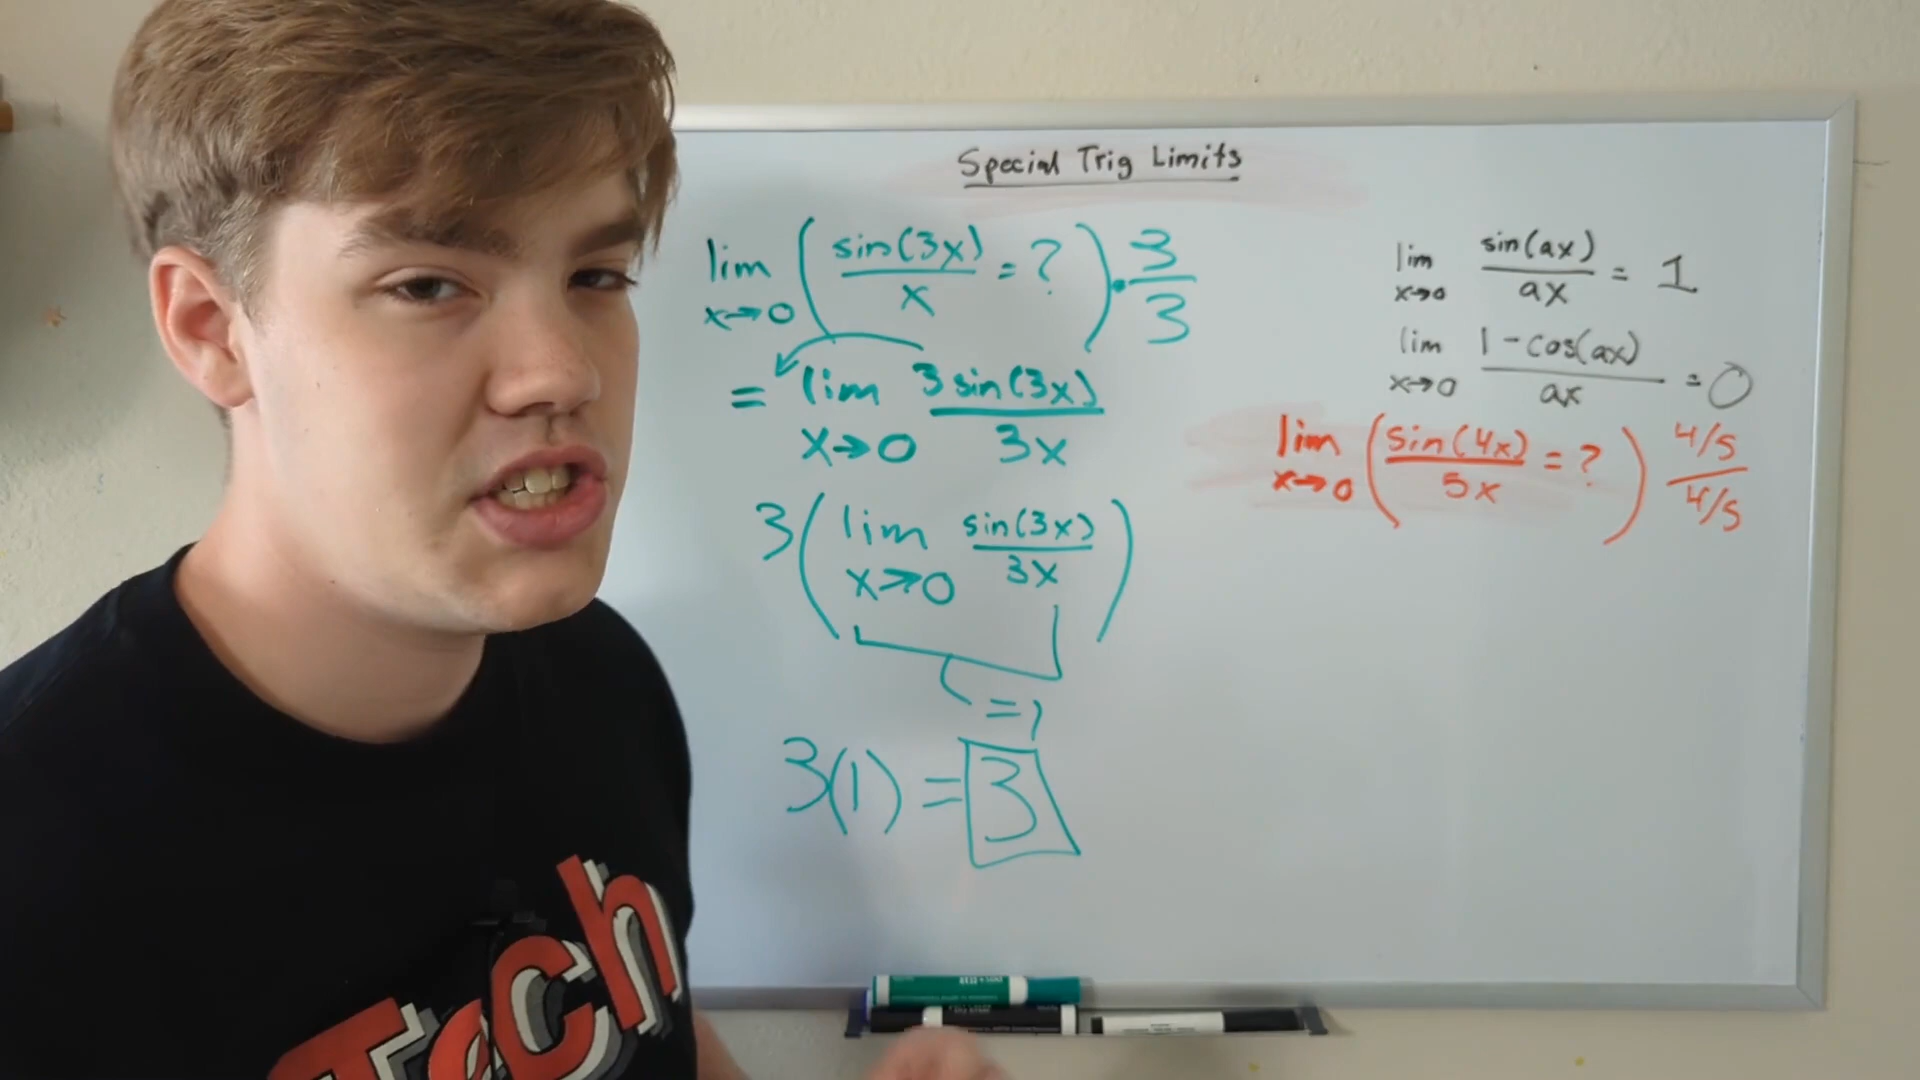 Special Trig Limits
lim x→0 ( sin(3x)/x = ? ) · 3/3
= lim x→0 3 sin(3x)/3x
3 ( lim x→0 sin(3x)/3x )
3(1) = 3
lim x→0 sin(ax)/ax = 1
lim x→0 1-cos(ax)/ax = 0
lim x→0 ( sin(4x)/5x = ? ) 4/5 / 4/5
Tech